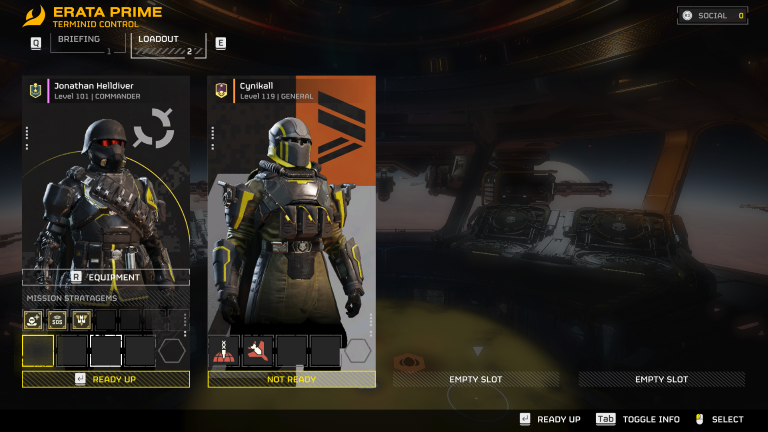 ERATA PRIME
TERMINID CONTROL
SOCIAL 0
Q
BRIEFING
1
LOADOUT
2
E
Jonathan Helldiver
Level 101 | COMMANDER
Cynikall
Level 119 | GENERAL
R EQUIPMENT
MISSION STRATAGEMS
SOS
READY UP
NOT READY
EMPTY SLOT
EMPTY SLOT
READY UP
Tab TOGGLE INFO
SELECT